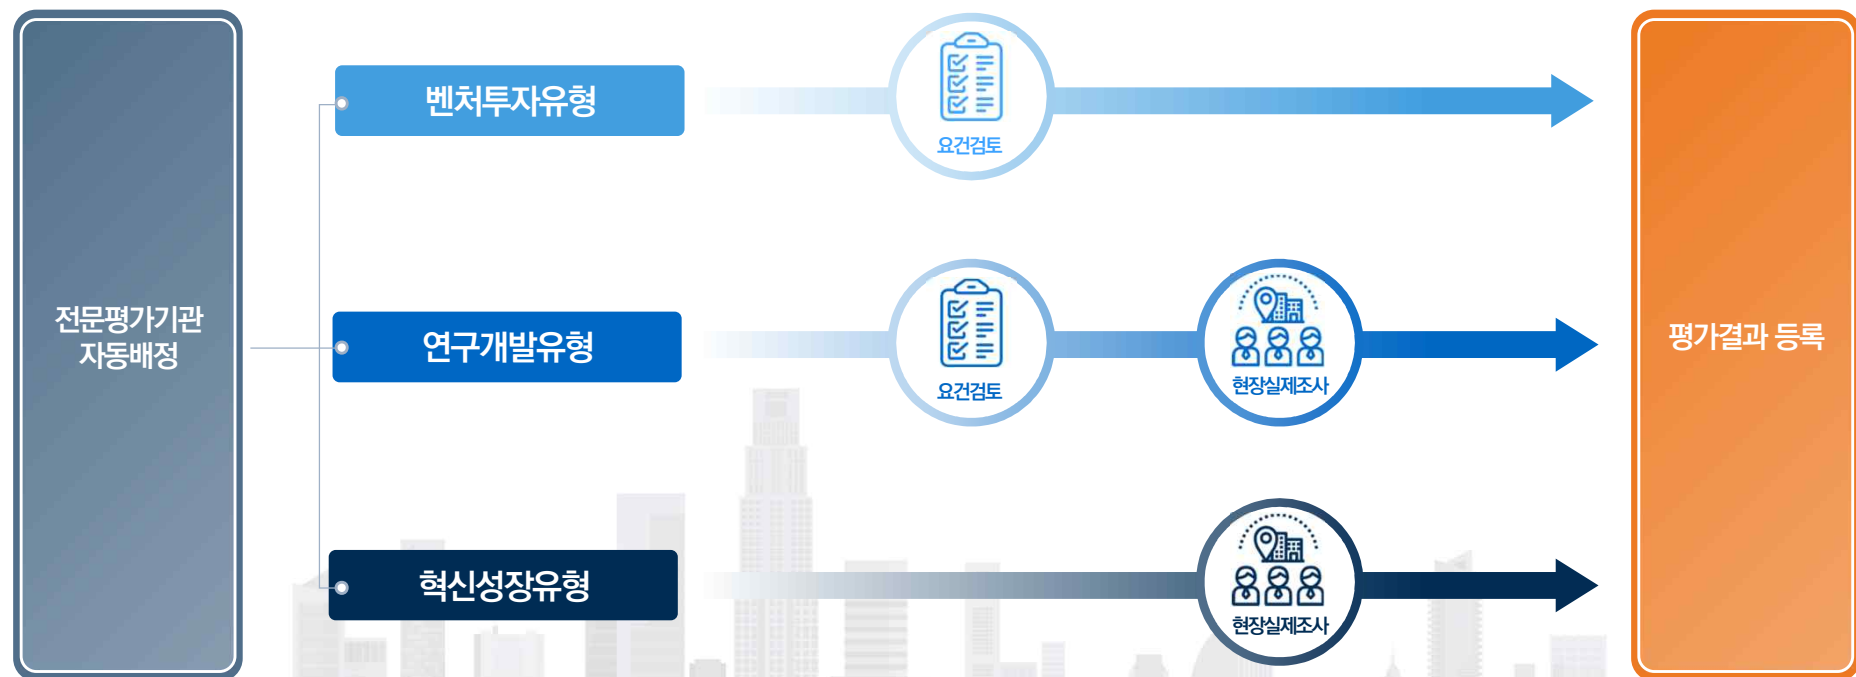 전문평가기관
자동배정
벤처투자유형
요건검토
연구개발유형
요건검토
현장실제조사
혁신성장유형
현장실제조사
평가결과 등록